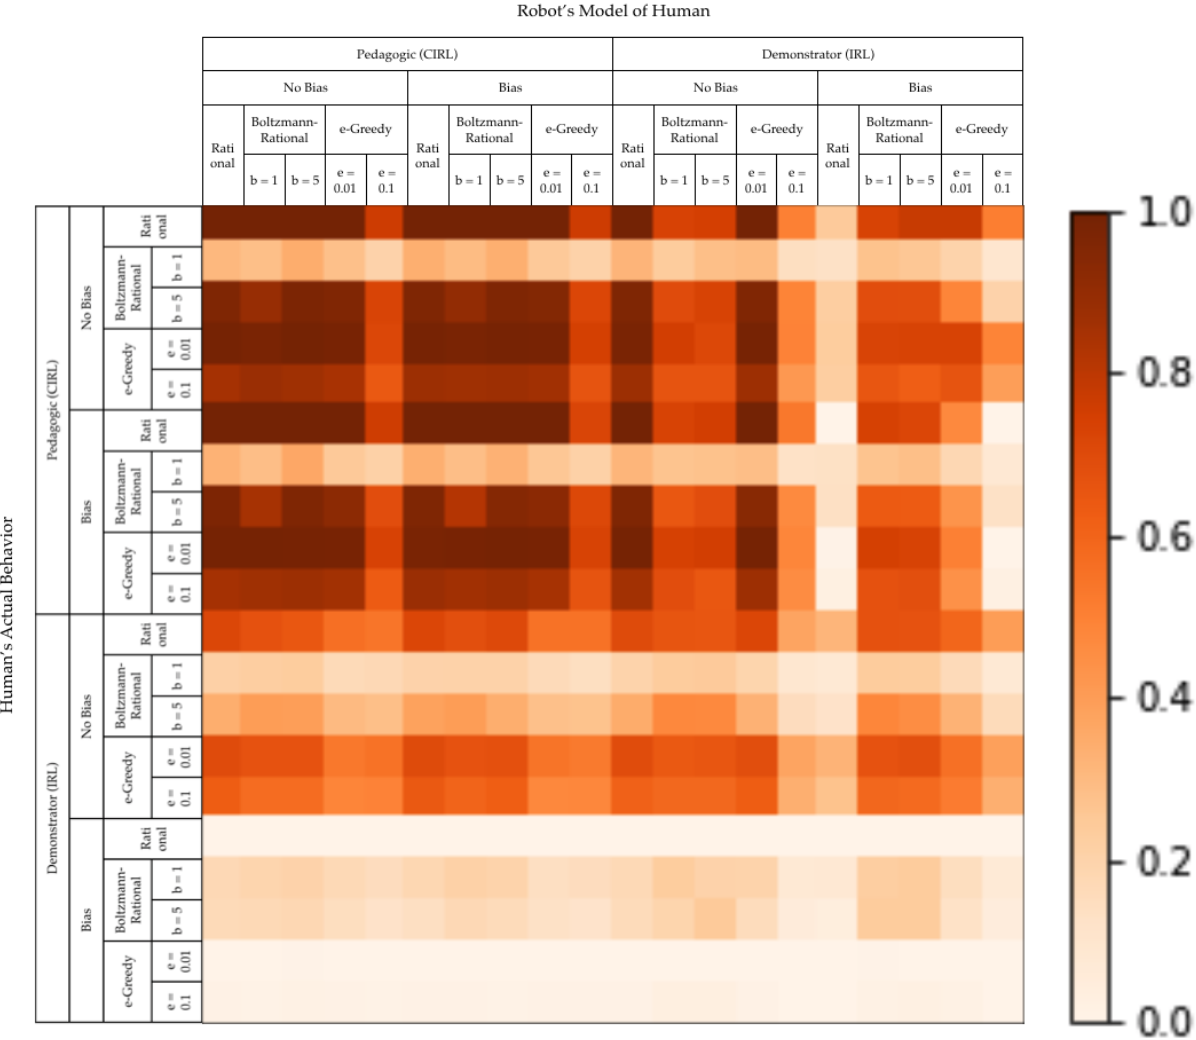 Robot's Model of Human
Pedagogic (CIRL) Demonstrator (IRL)
No Bias Bias No Bias Bias
Rati
onal
Boltzmann-
Rational
e-Greedy
Rati
onal
Boltzmann-
Rational
e-Greedy
Rati
onal
Boltzmann-
Rational
e-Greedy
Rati
onal
Boltzmann-
Rational
e-Greedy
b = 1 b = 5 e =
0.01 e =
0.1 b = 1 b = 5 e =
0.01 e =
0.1 b = 1 b = 5 e =
0.01 e =
0.1 b = 1 b = 5 e =
0.01 e =
0.1
Human's Actual Behavior
Pedagogic (CIRL)
No Bias
Rati
onal
Boltzmann-
Rational
b = 1
b = 5
e-Greedy
e =
0.01
e =
0.1
Bias
Rati
onal
Boltzmann-
Rational
b = 1
b = 5
e-Greedy
e =
0.01
e =
0.1
Demonstrator (IRL)
No Bias
Rati
onal
Boltzmann-
Rational
b = 1
b = 5
e-Greedy
e =
0.01
e =
0.1
Bias
Rati
onal
Boltzmann-
Rational
b = 1
b = 5
e-Greedy
e =
0.01
e =
0.1
1.0
0.8
0.6
0.4
0.2
0.0